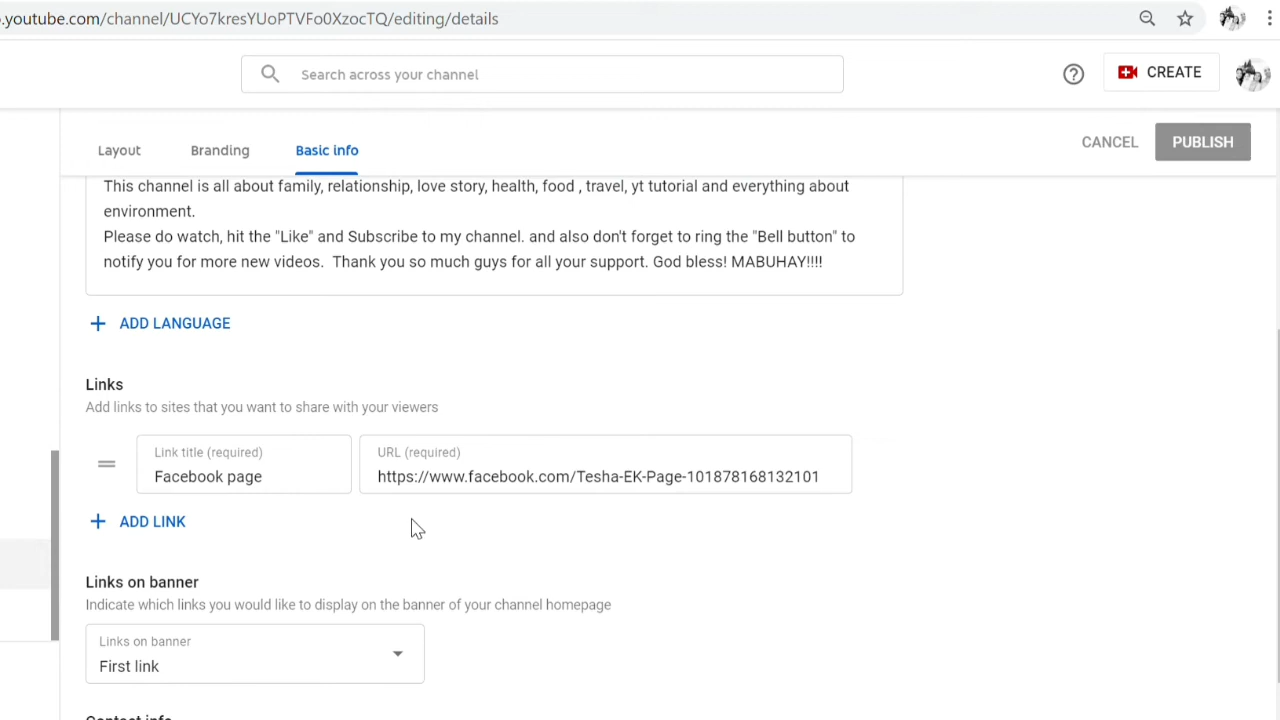 .youtube.com/channel/UCYo7kresYUoPTVFo0XzocTQ/editing/details
Search across your channel
CREATE
Layout
Branding
Basic info
CANCEL
PUBLISH
This channel is all about family, relationship, love story, health, food , travel, yt tutorial and everything about
environment.
Please do watch, hit the "Like" and Subscribe to my channel. and also don't forget to ring the "Bell button" to
notify you for more new videos.  Thank you so much guys for all your support. God bless! MABUHAY!!!!
ADD LANGUAGE
Links
Add links to sites that you want to share with your viewers
Link title (required)
Facebook page
URL (required)
https://www.facebook.com/Tesha-EK-Page-101878168132101
ADD LINK
Links on banner
Indicate which links you would like to display on the banner of your channel homepage
Links on banner
First link
Contact info